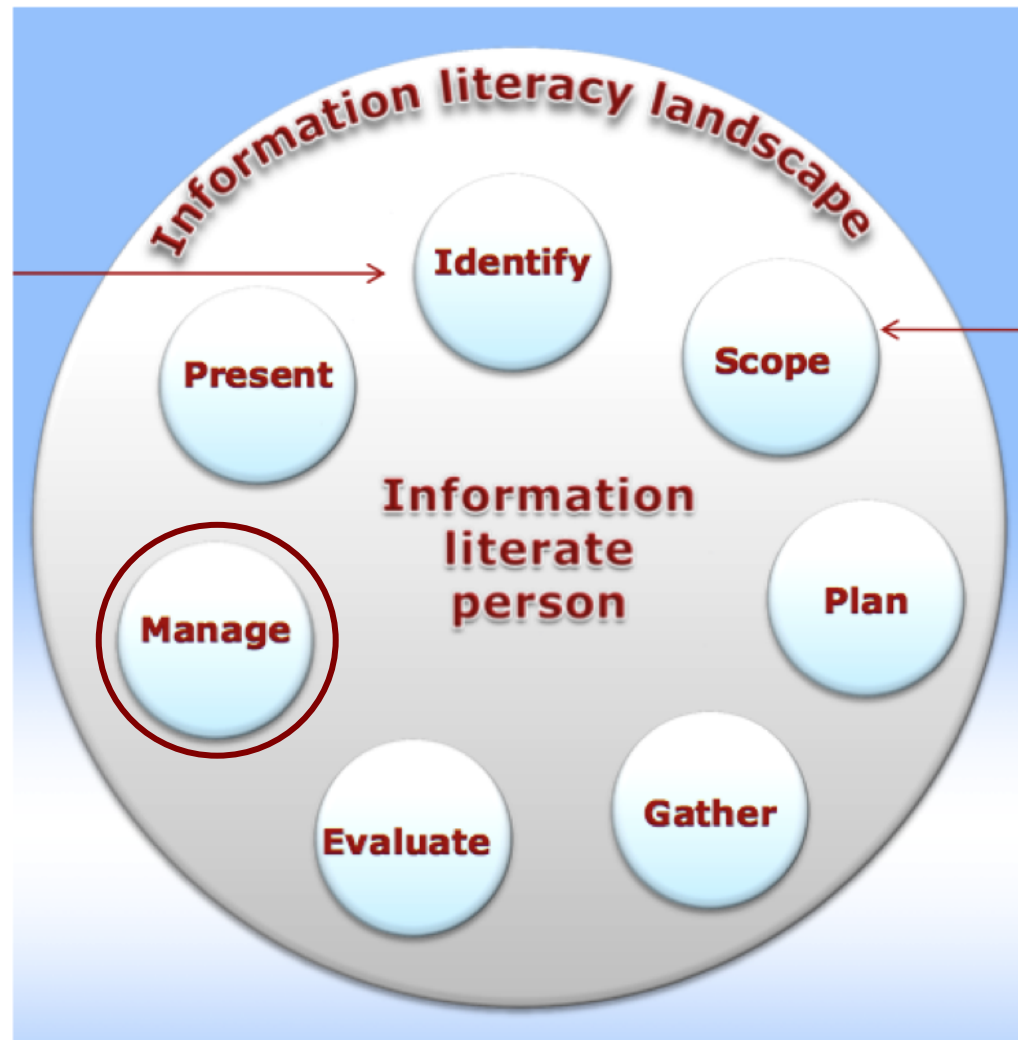 Information literacy landscape
Identify
Scope
Present
Information
literate
person
Plan
Manage
Gather
Evaluate